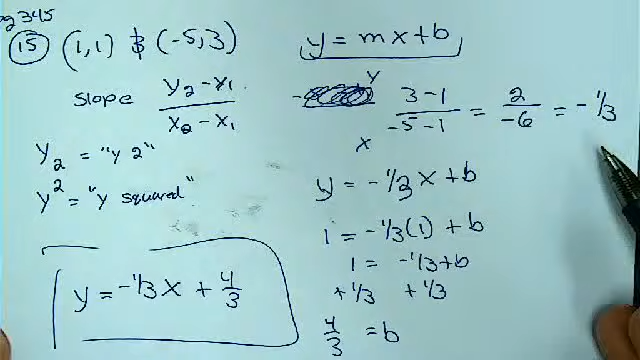 pg 345
15 (1,1) & (-5,3)
y = mx+b
Slope y₂ - y₁ / x₂ - x₁
y 3-1 / -5-1 = 2/-6 = -1/3
x
y₂ = "y 2"
y² = "y squared"
y = -1/3x + b
1 = -1/3(1) + b
1 = -1/3+b
+1/3 +1/3
4/3 = b
y = -1/3x + 4/3